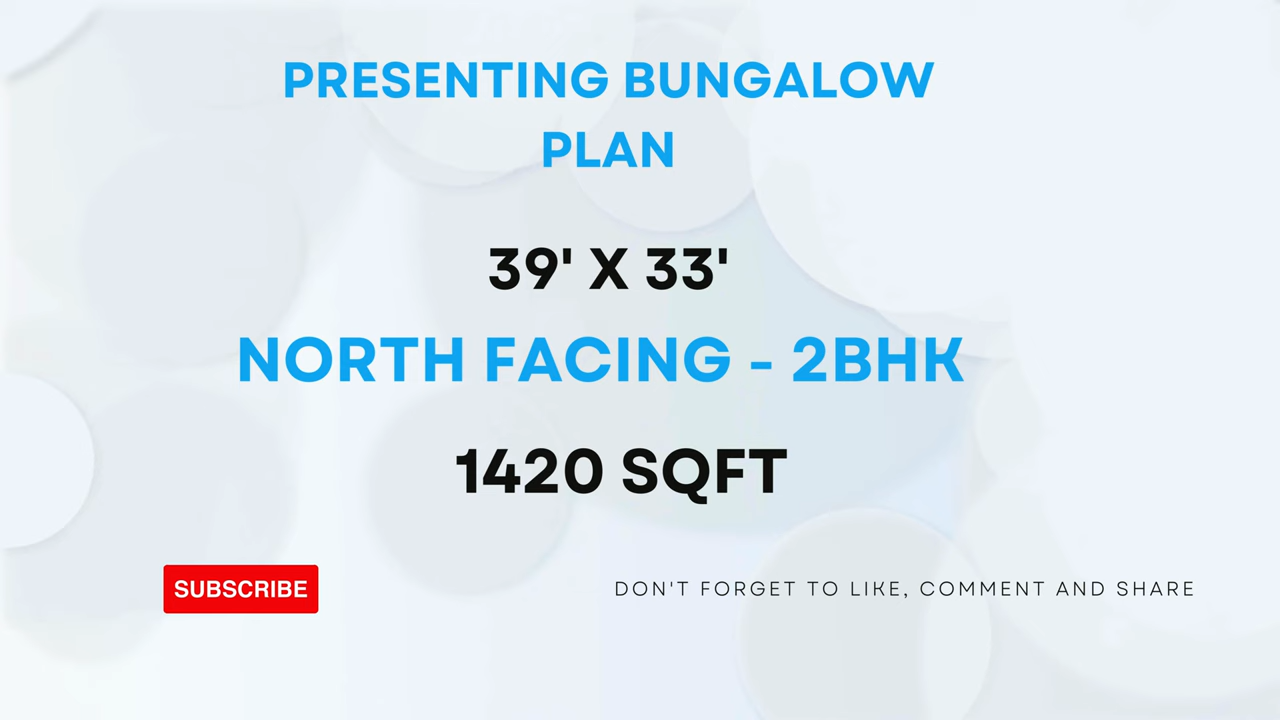 PRESENTING BUNGALOW
PLAN
39' X 33'
NORTH FACING - 2BHK
1420 SQFT
SUBSCRIBE
DON'T FORGET TO LIKE, COMMENT AND SHARE